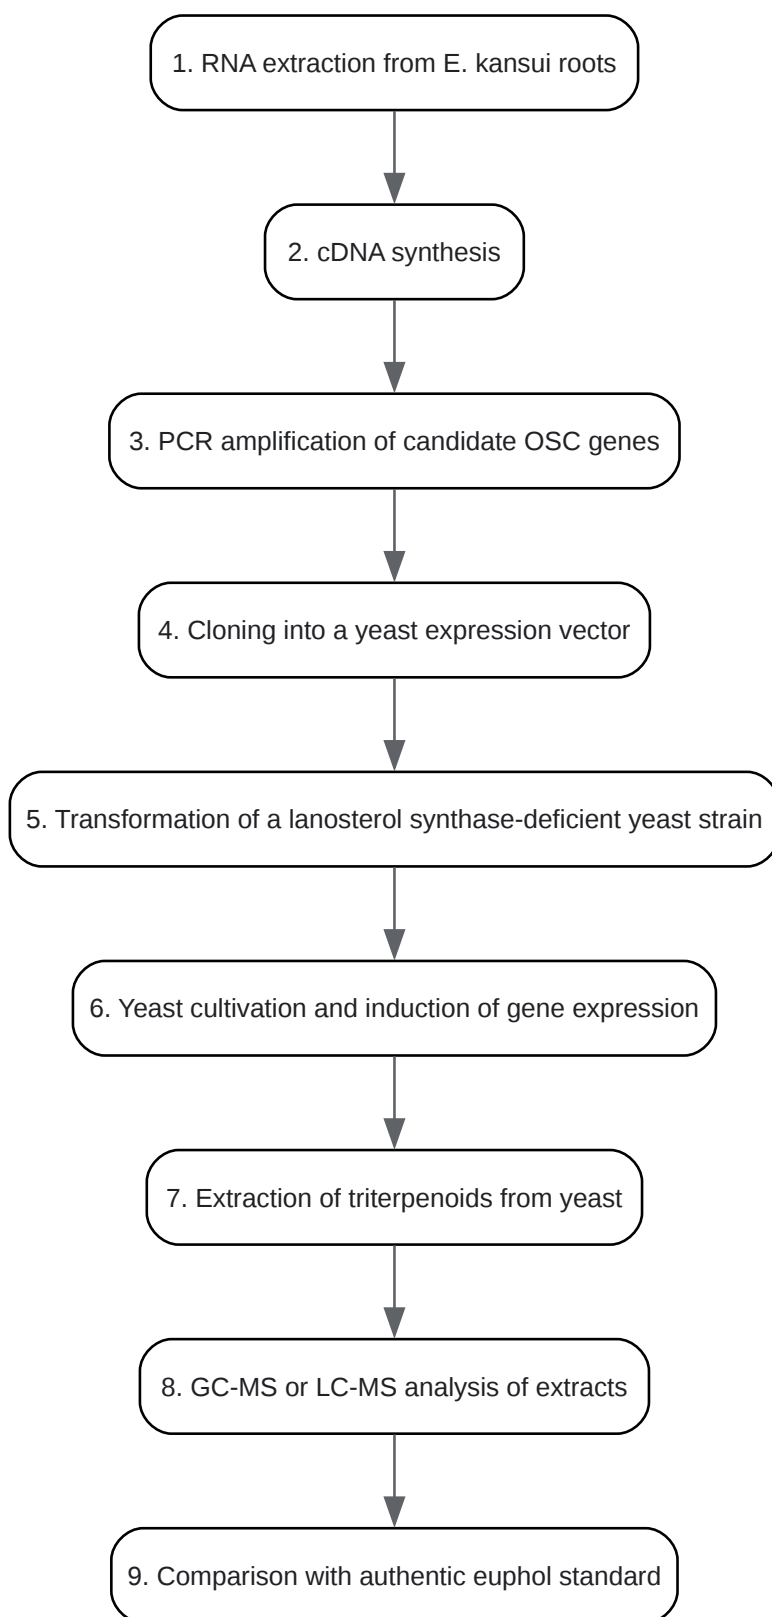 1. RNA extraction from E. kansui roots
2. cDNA synthesis
3. PCR amplification of candidate OSC genes
4. Cloning into a yeast expression vector
5. Transformation of a lanosterol synthase-deficient yeast strain
6. Yeast cultivation and induction of gene expression
7. Extraction of triterpenoids from yeast
8. GC-MS or LC-MS analysis of extracts
9. Comparison with authentic euphol standard